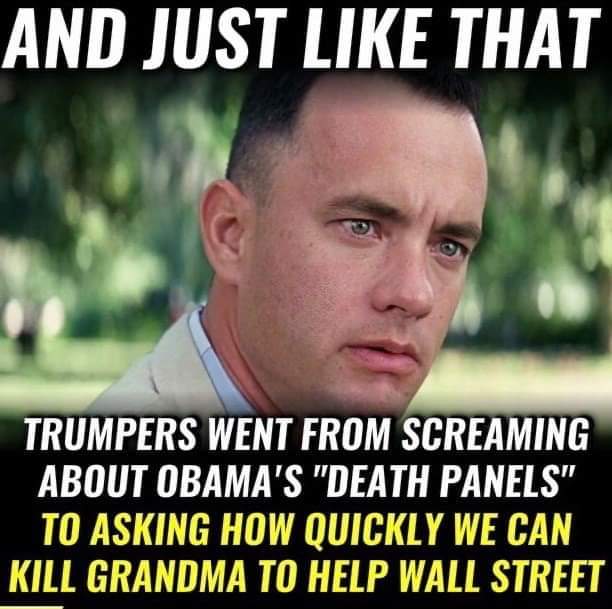 AND JUST LIKE THAT
TRUMPERS WENT FROM SCREAMING
ABOUT OBAMA'S "DEATH PANELS"
TO ASKING HOW QUICKLY WE CAN
KILL GRANDMA TO HELP WALL STREET